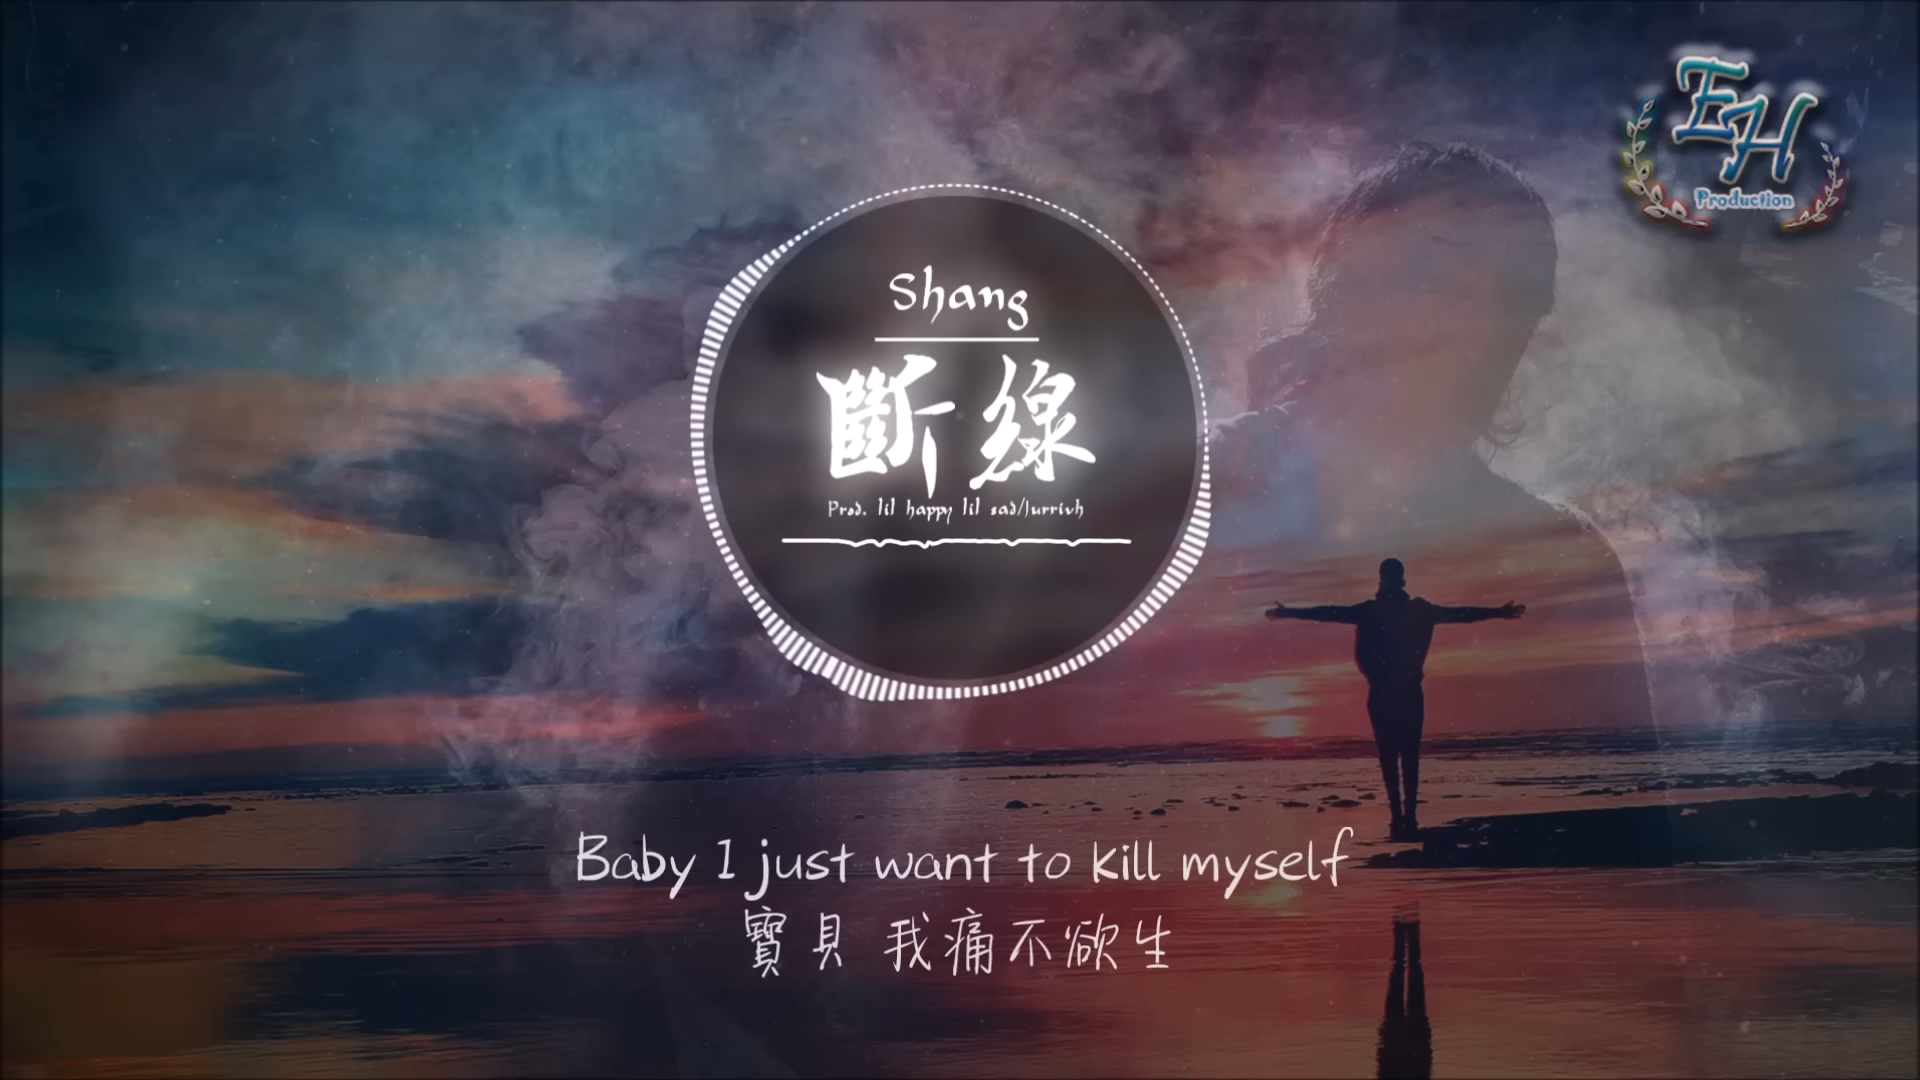 EH
Production
Shang
斷線
Prod. lil happy lil sad/Jurrivh
Baby I just want to kill myself
寶貝 我痛不欲生